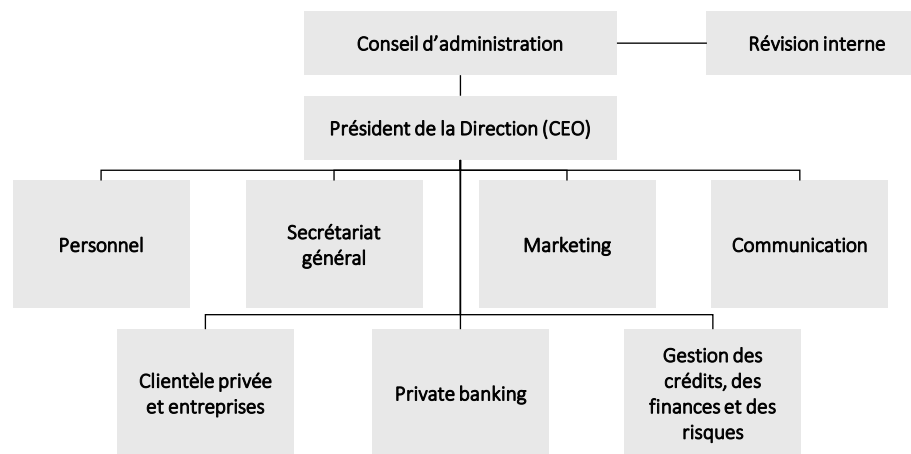 Conseil d’administration
Révision interne
Président de la Direction (CEO)
Personnel
Secrétariat
général
Marketing
Communication
Clientèle privée
et entreprises
Private banking
Gestion des
crédits, des
finances et des
risques